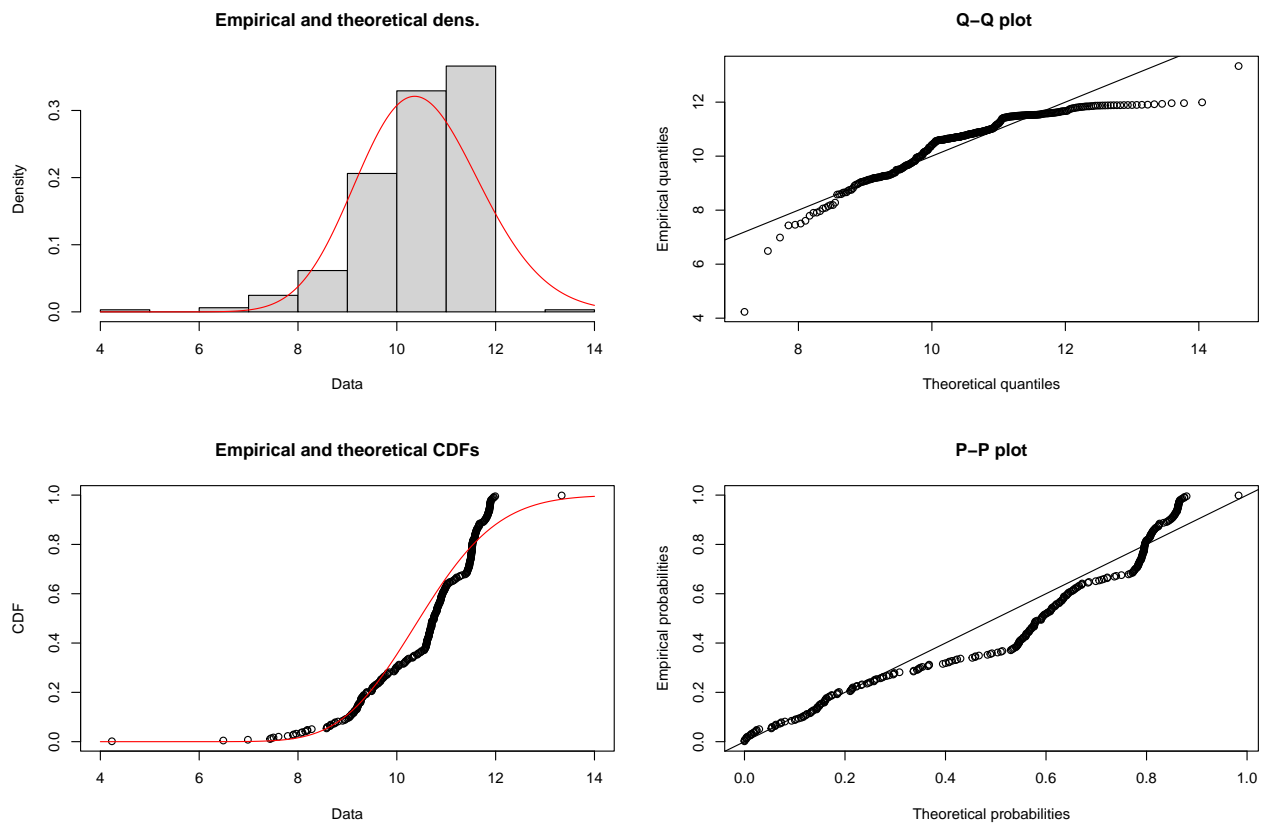 Empirical and theoretical dens.
Density
0.0 0.1 0.2 0.3
4 6 8 10 12 14
Data
Q−Q plot
Empirical quantiles
4 6 8 10 12
8 10 12 14
Theoretical quantiles
Empirical and theoretical CDFs
CDF
0.0 0.2 0.4 0.6 0.8 1.0
4 6 8 10 12 14
Data
P−P plot
Empirical probabilities
0.0 0.2 0.4 0.6 0.8 1.0
0.0 0.2 0.4 0.6 0.8 1.0
Theoretical probabilities